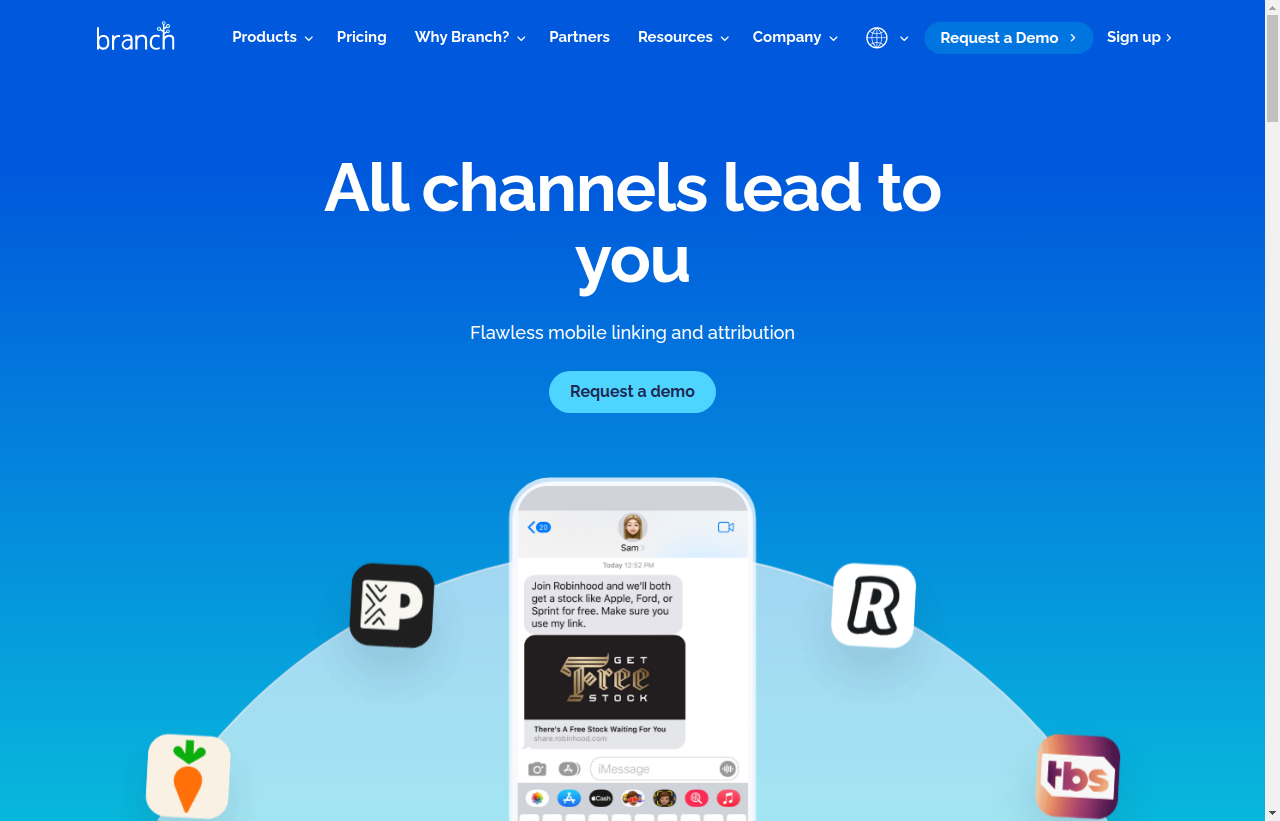 branch
Products
Pricing
Why Branch?
Partners
Resources
Company
Request a Demo
Sign up
All channels lead to
you
Flawless mobile linking and attribution
Request a demo
20
Sam
Today 12:52 PM
Join Robinhood and we'll both
get a stock like Apple, Ford, or
Sprint for free. Make sure you
use my link.
P
R
GET
Free
STOCK
There's A Free Stock Waiting For You
share.robinhood.com
tbs
iMessage
Cash